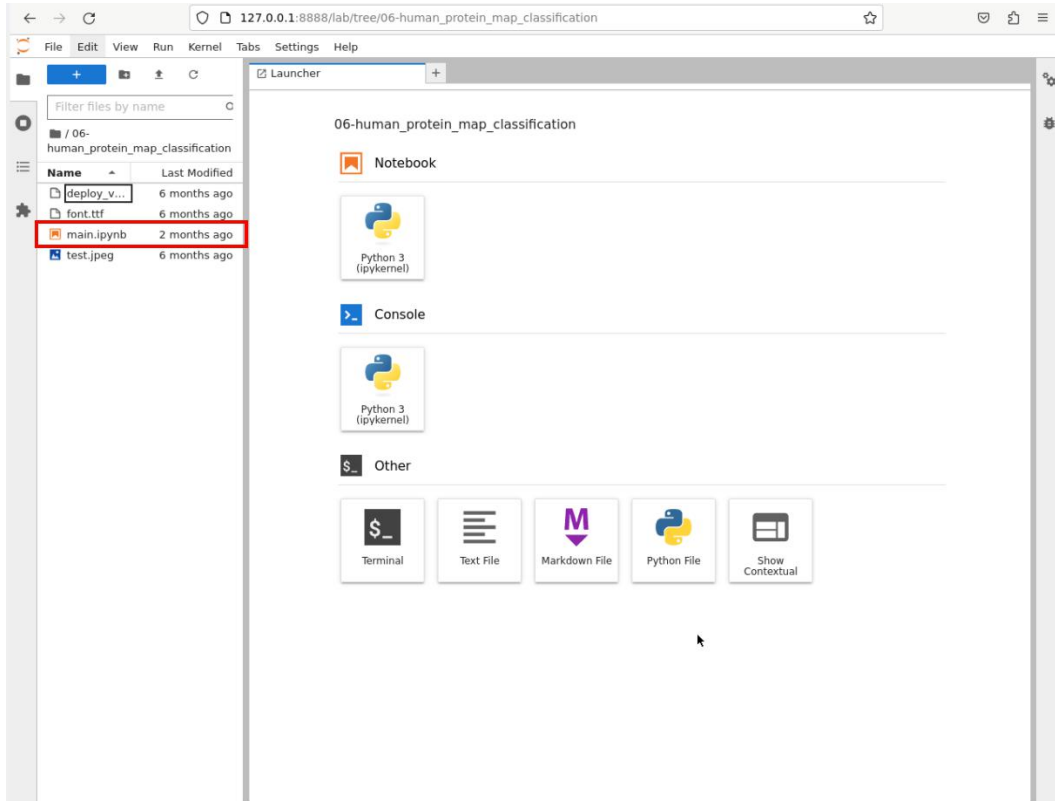 127.0.0.1:8888/lab/tree/06-human_protein_map_classification
File Edit View Run Kernel Tabs Settings Help
Launcher
Filter files by name
/ 06-
human_protein_map_classification
Name Last Modified
deploy_v... 6 months ago
font.ttf 6 months ago
main.ipynb 2 months ago
test.jpeg 6 months ago
06-human_protein_map_classification
Notebook
Python 3
(ipykernel)
Console
Python 3
(ipykernel)
$_ Other
$_
M
Terminal Text File Markdown File Python File Show
Contextual